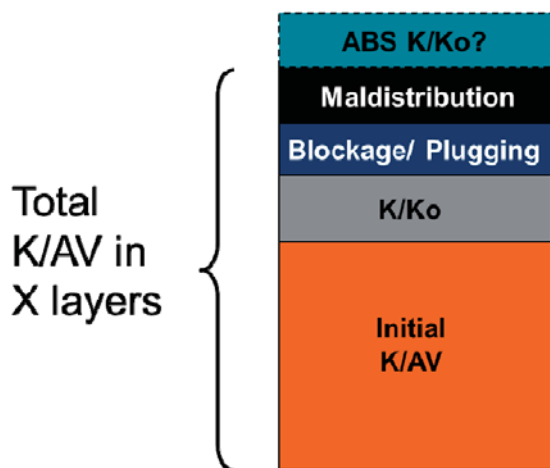 ABS K/Ko?
Maldistribution
Blockage/ Plugging
K/Ko
Initial
K/AV
Total
K/AV in
X layers